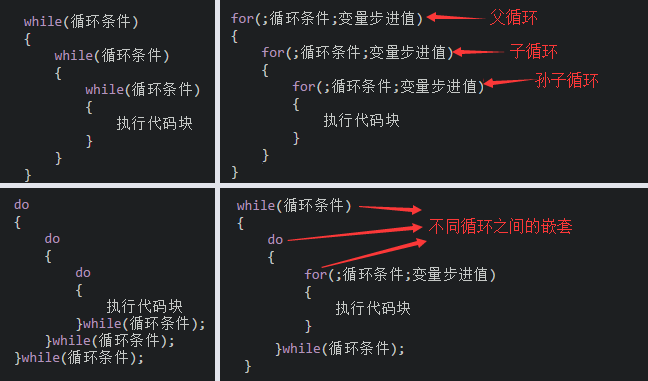 while(循环条件)
{
while(循环条件)
{
while(循环条件)
{
执行代码块
}
}
}
for(;循环条件;变量步进值) 父循环
{
for(;循环条件;变量步进值) 子循环
{
for(;循环条件;变量步进值) 孙子循环
{
执行代码块
}
}
}
do
{
do
{
do
{
执行代码块
}while(循环条件);
}while(循环条件);
}while(循环条件);
while(循环条件)
{
不同循环之间的嵌套
do
{
for(;循环条件;变量步进值)
{
执行代码块
}
}while(循环条件);
}